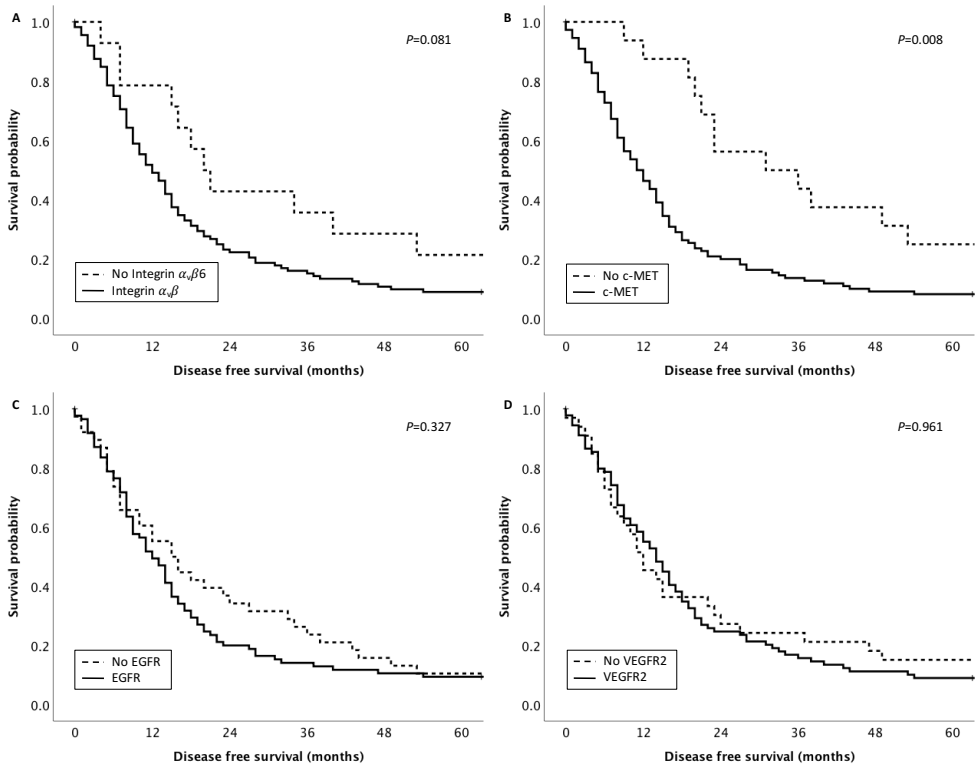 A
P=0.081
1.0
0.8
0.6
0.4
0.2
0.0
Survival probability
No Integrin αᵥβ6
Integrin αᵥβ
0 12 24 36 48 60
Disease free survival (months)
B
P=0.008
1.0
0.8
0.6
0.4
0.2
0.0
Survival probability
No c-MET
c-MET
0 12 24 36 48 60
Disease free survival (months)
C
P=0.327
1.0
0.8
0.6
0.4
0.2
0.0
Survival probability
No EGFR
EGFR
0 12 24 36 48 60
Disease free survival (months)
D
P=0.961
1.0
0.8
0.6
0.4
0.2
0.0
Survival probability
No VEGFR2
VEGFR2
0 12 24 36 48 60
Disease free survival (months)